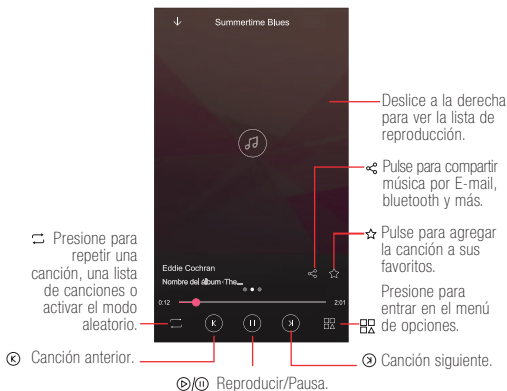 Summertime Blues
Deslice a la derecha
para ver la lista de
reproducción.
Pulse para compartir
música por E-mail,
bluetooth y más.
Pulse para agregar
la canción a sus
favoritos.
Presione para
repetir una
canción, una lista
de canciones o
activar el modo
aleatorio.
Eddie Cochran
Nombre del álbum - The...
0:12
2:01
Presione para
entrar en el menú
de opciones.
Canción anterior.
Canción siguiente.
Reproducir/Pausa.